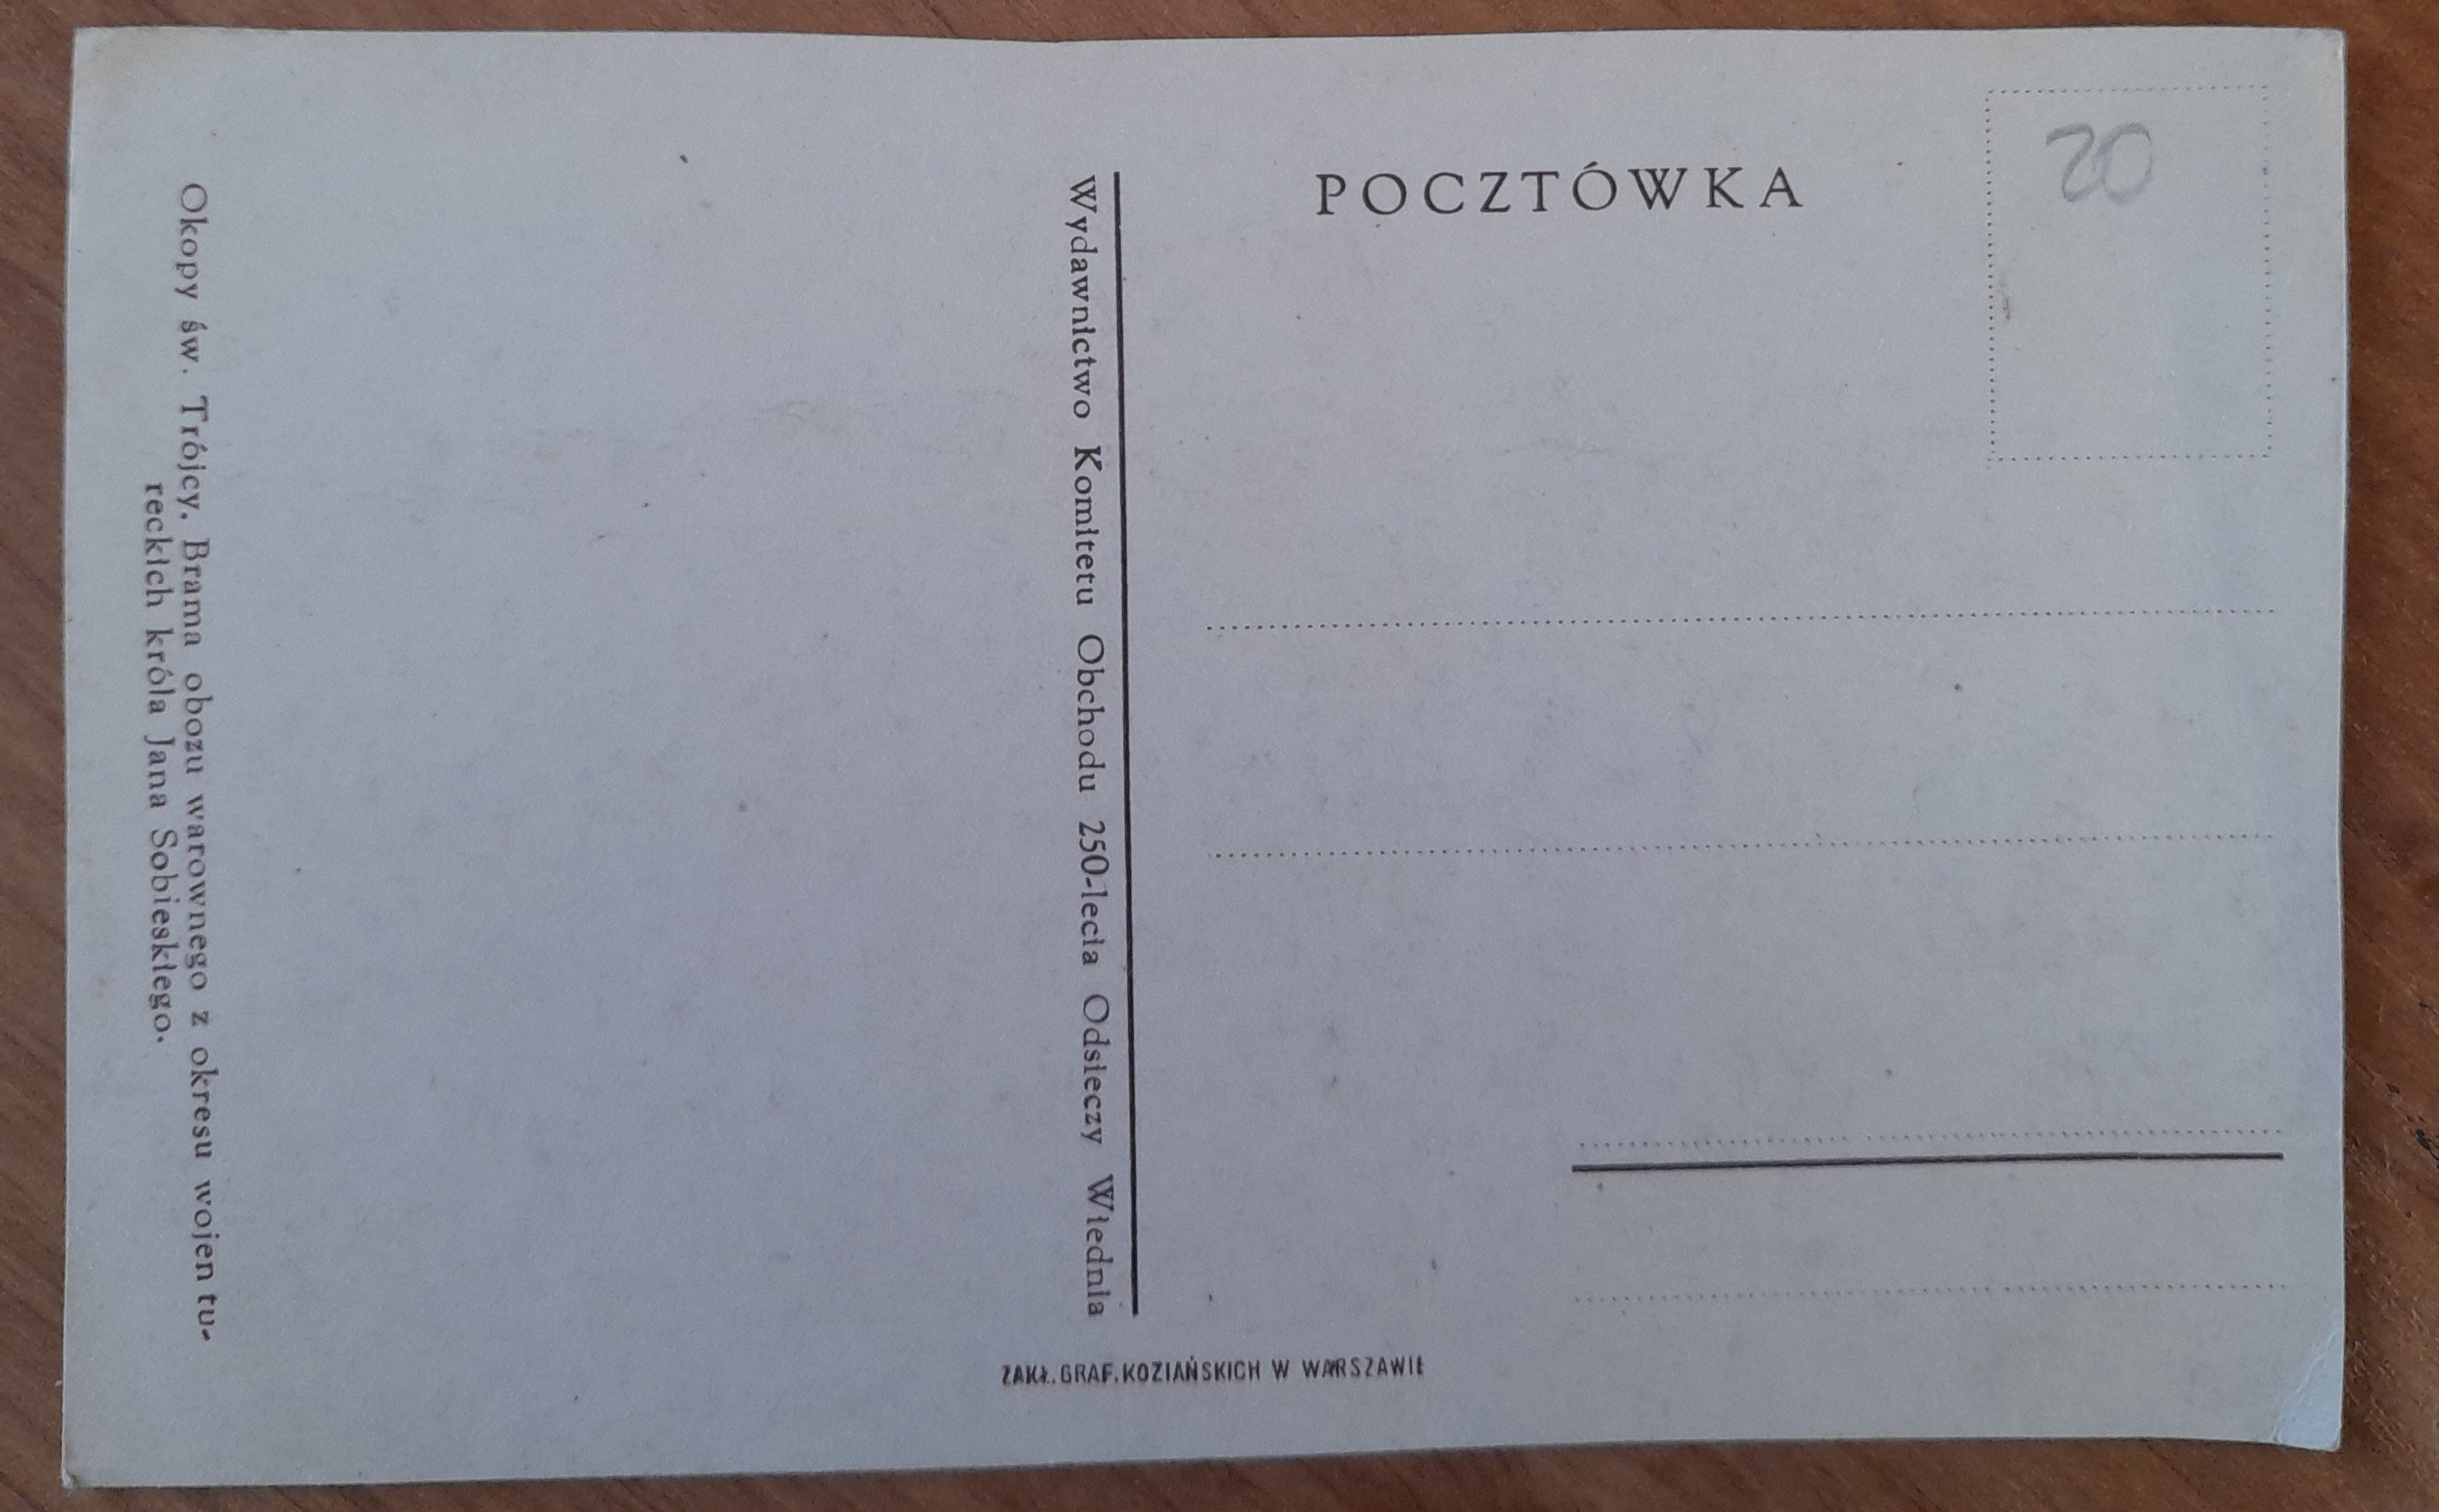 Okopy św. Trójcy. Brama obozu warownego z okresu wojen tu-
reckich króla Jana Sobieskiego.
Wydawnictwo Komitetu Obchodu 250-lecia Odsieczy Wiednia
POCZTÓWKA
20
ZAKŁ. GRAF. KOZIAŃSKICH W WARSZAWIE